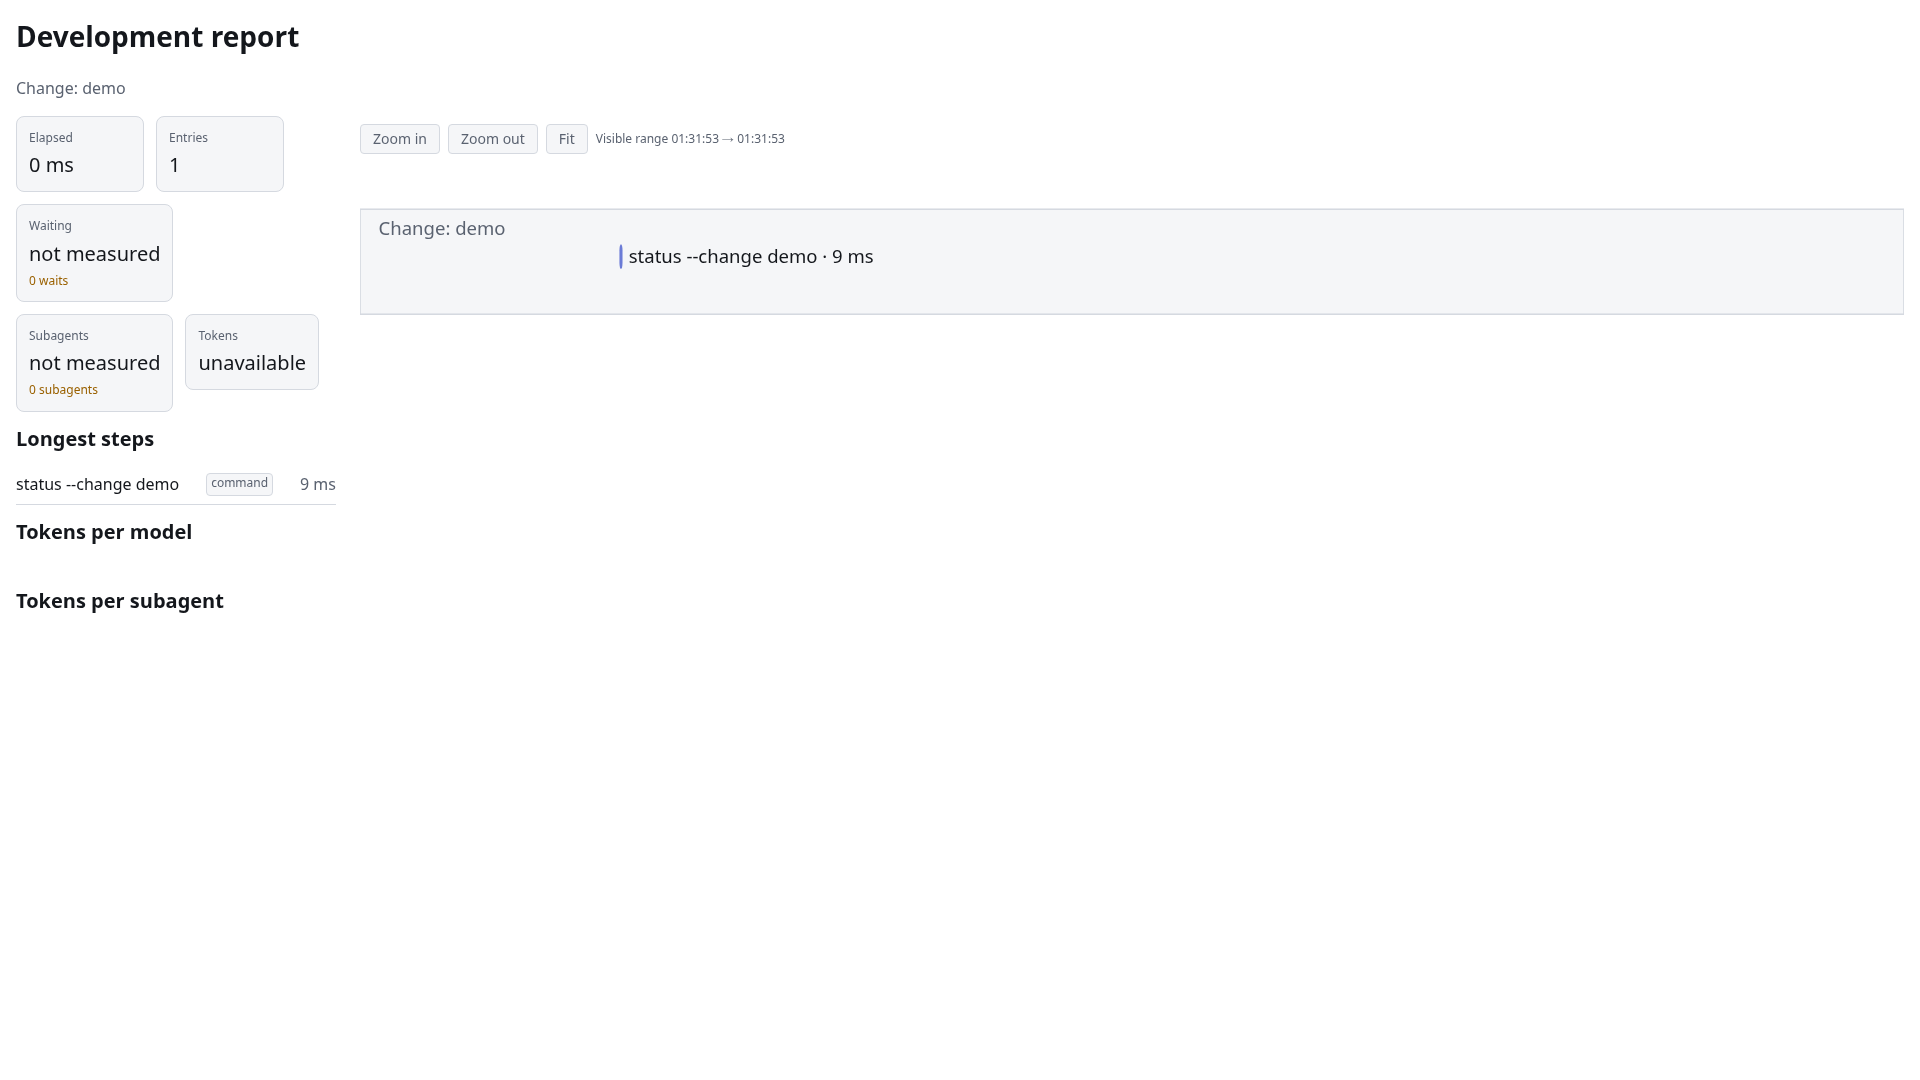 Development report
Change: demo
Elapsed
0 ms
Entries
1
Waiting
not measured
0 waits
Subagents
not measured
0 subagents
Tokens
unavailable
Longest steps
status --change demo command 9 ms
Tokens per model
Tokens per subagent
Zoom in Zoom out Fit Visible range 01:31:53 → 01:31:53
Change: demo
status --change demo · 9 ms